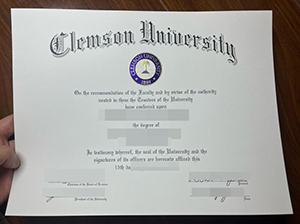 Clemson University
On the recommendation of the Faculty and by virtue of the authority
vested in them the Trustees of the University
have conferred upon
the degree of
In testimony whereof, the seal of the University and the
signatures of its officers are hereunto affixed this